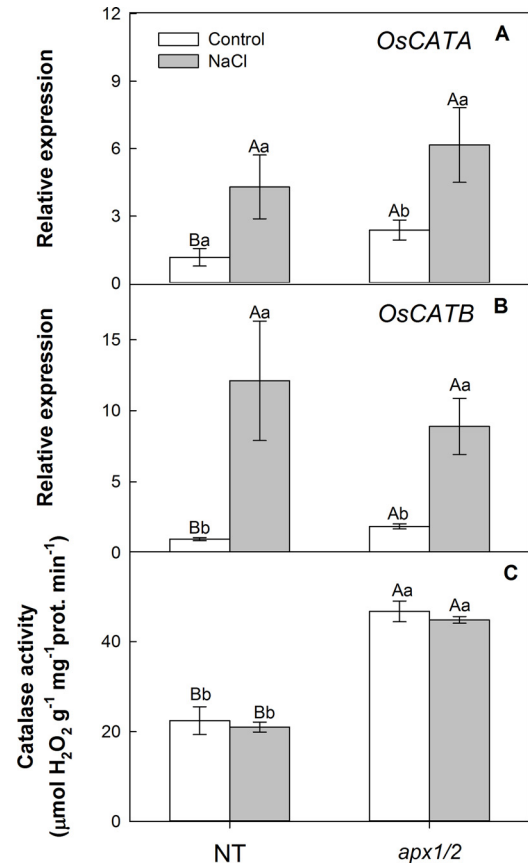 12
Control
NaCl
OsCATA
A
Relative expression
9
6
3
0
Ba
Aa
Ab
Aa
OsCATB
B
Relative expression
15
10
5
0
Bb
Aa
Ab
Aa
C
Catalase activity
(μmol H₂O₂ g⁻¹ mg⁻¹prot. min⁻¹)
40
20
0
Bb
Bb
Aa
Aa
NT
apx1/2